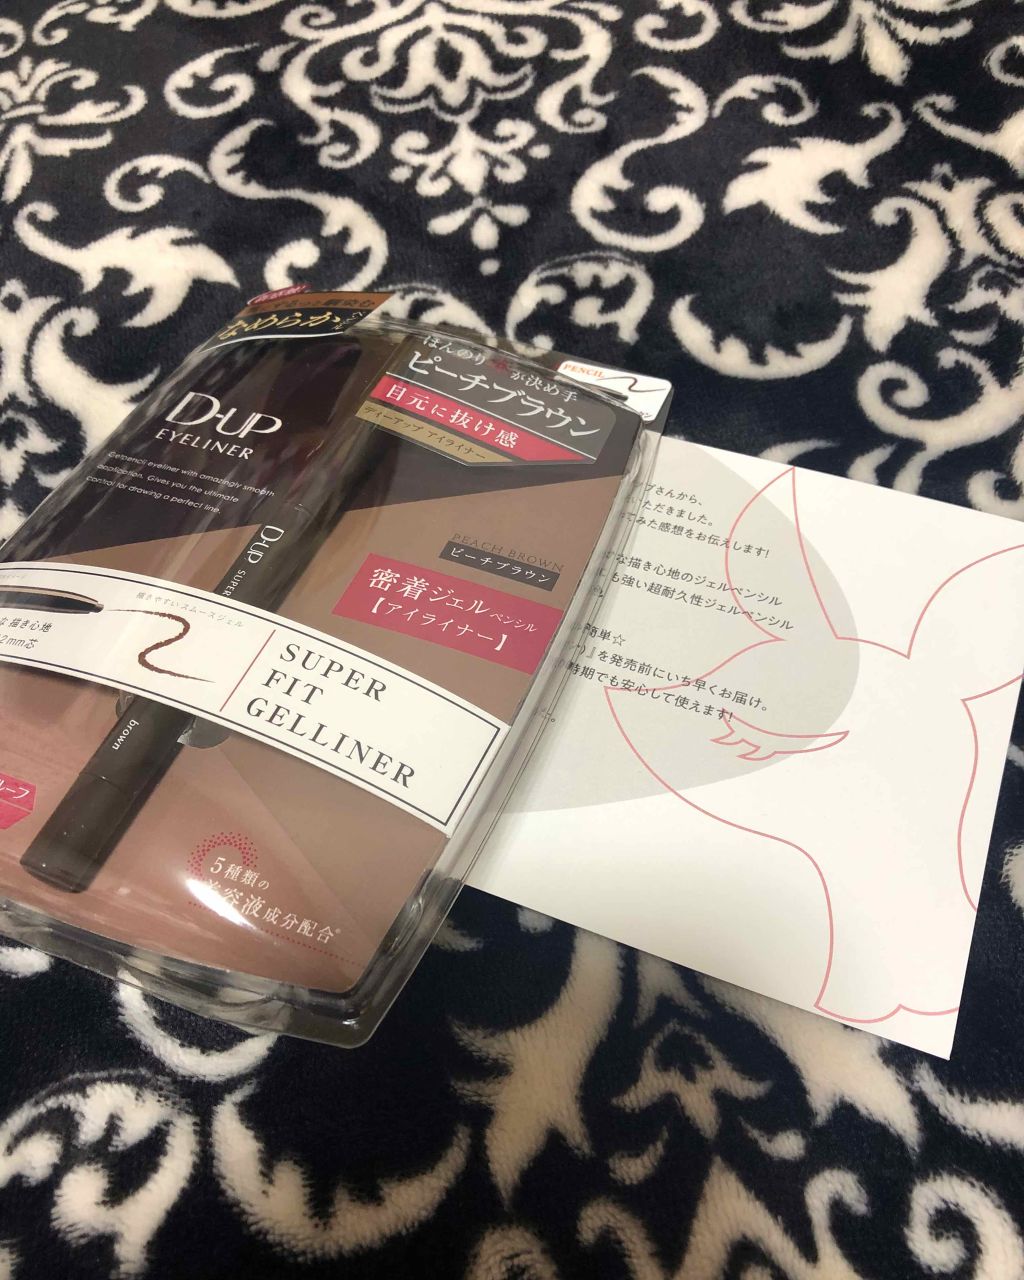 なめらか
ほんのり
が決め手
ピーチブラウン
目元に抜け感
ディーアップ アイライナー
PENCIL
D-UP
EYELINER
Gelpencil eyeliner with amazingly smooth
application. Gives you the ultimate
control for drawing a perfect line.
D-UP SUPER
PEACH BROWN
ピーチブラウン
密着ジェルペンシル
【アイライナー】
描きやすいスムースジェル
な描き心地
2mm芯
SUPER
FIT
GELLINER
brown
ルーフ
5種類の
美容液成分配合
プさんから、
いただきました。
てみた感想をお伝えします!
な描き心地のジェルペンシル
にも強い超耐久性ジェルペンシル
簡単☆
』を発売前にいち早くお届け。
時期でも安心して使えます!
た。